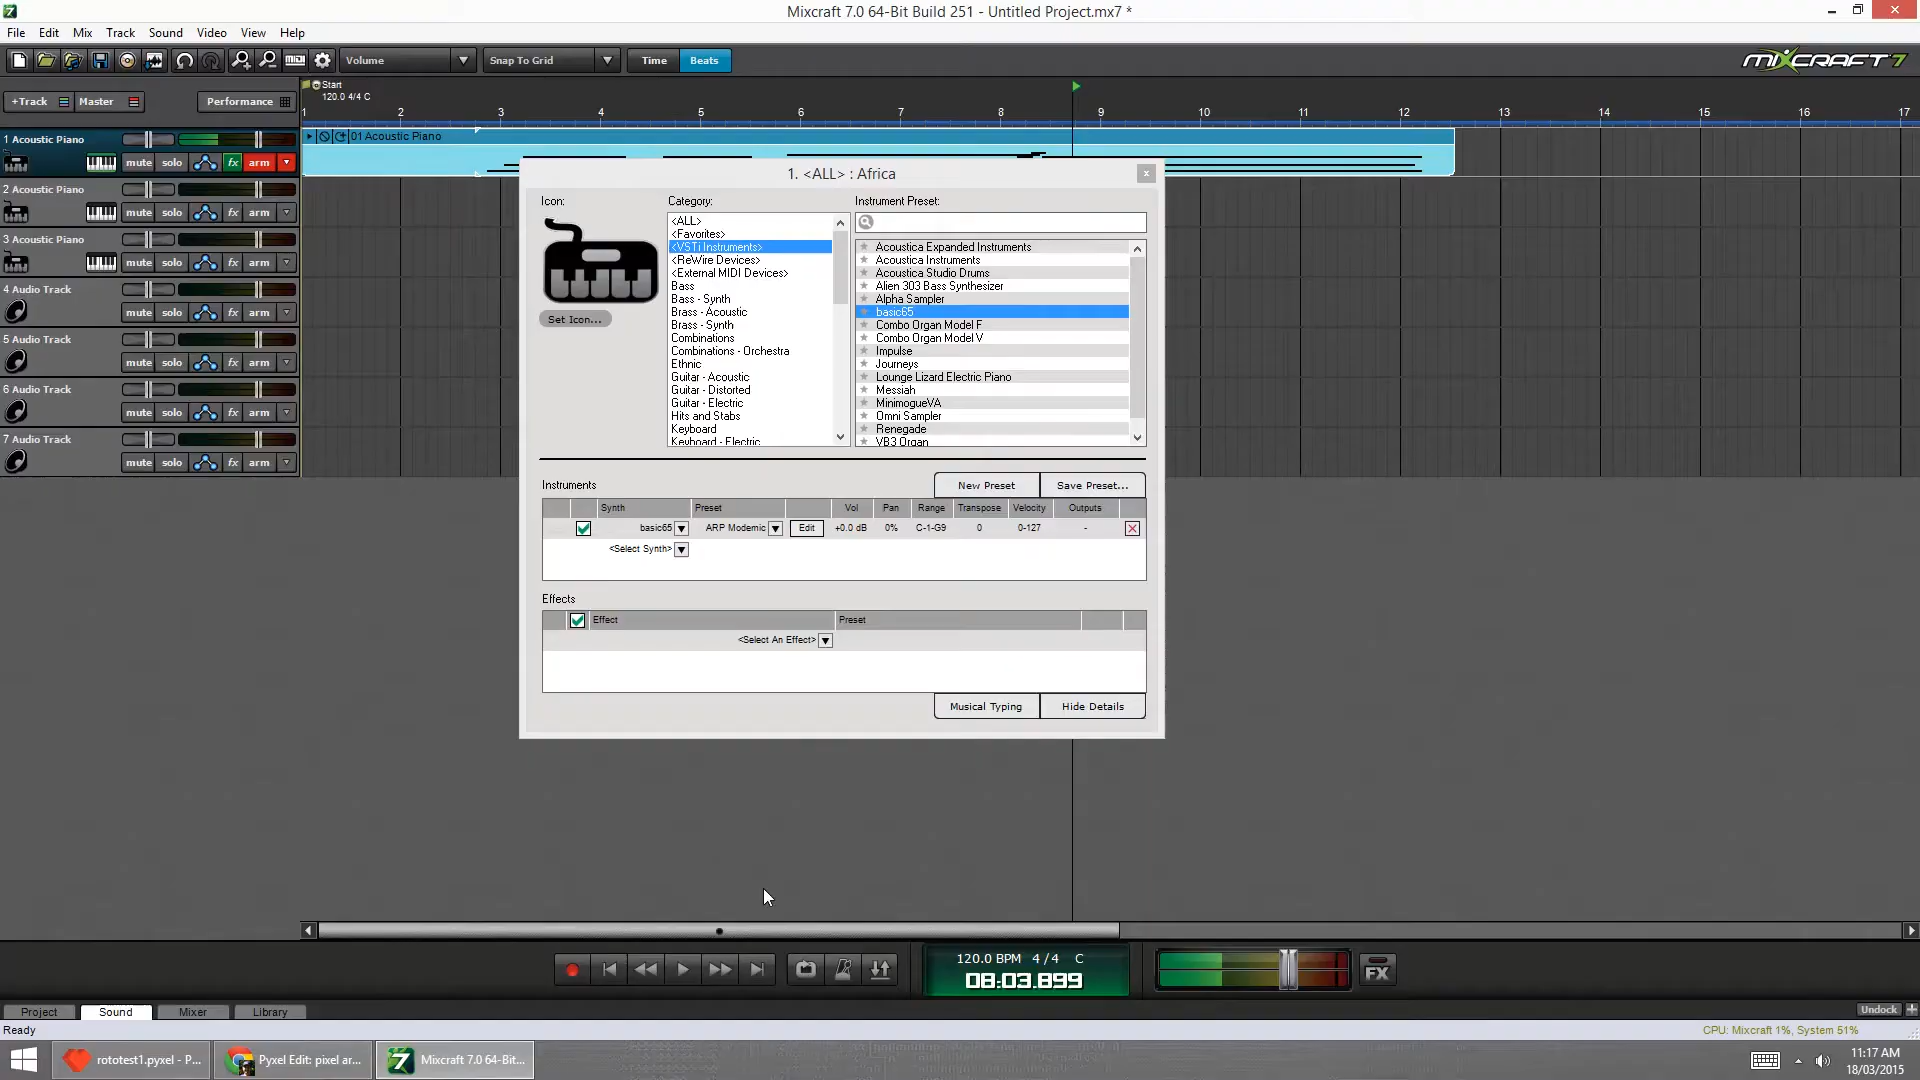 Mixcraft 7.0 64-Bit Build 251 - Untitled Project.mx7 *
File Edit Mix Track Sound Video View Help
Volume Snap To Grid Time Beats MIXCRAFT 7
+Track Master Performance
Start
120.0 4/4 C
1 2 3 4 5 6 7 8 9 10 11 12 13 14 15 16 17
1 Acoustic Piano
mute solo fx arm
01 Acoustic Piano
2 Acoustic Piano
mute solo fx arm
3 Acoustic Piano
mute solo fx arm
4 Audio Track
mute solo fx arm
5 Audio Track
mute solo fx arm
6 Audio Track
mute solo fx arm
7 Audio Track
mute solo fx arm
1. <ALL> : Africa
Icon:
Set Icon...
Category:
<ALL>
<Favorites>
<VSTi Instruments>
<ReWire Devices>
<External MIDI Devices>
Bass
Bass - Synth
Brass - Acoustic
Brass - Synth
Combinations
Combinations - Orchestra
Ethnic
Guitar - Acoustic
Guitar - Distorted
Guitar - Electric
Hits and Stabs
Keyboard
Keyboard - Electric
Instrument Preset:
Acoustica Expanded Instruments
Acoustica Instruments
Acoustica Studio Drums
Alien 303 Bass Synthesizer
Alpha Sampler
basic65
Combo Organ Model F
Combo Organ Model V
Impulse
Journeys
Lounge Lizard Electric Piano
Messiah
MinimogueVA
Omni Sampler
Renegade
VB3 Organ
Instruments New Preset Save Preset...
Synth Preset Vol Pan Range Transpose Velocity Outputs
basic65 ARP Modemic Edit +0.0 dB 0% C-1-G9 0 0-127 -
<Select Synth>
Effects
Effect Preset
<Select An Effect>
Musical Typing Hide Details
120.0 BPM 4/4 C
08:03.899
FX
Project Sound Mixer Library Undock +
Ready CPU: Mixcraft 1%, System 51%
rototest1.pyxel - P... Pyxel Edit: pixel ar... Mixcraft 7.0 64-Bit...
11:17 AM
18/03/2015